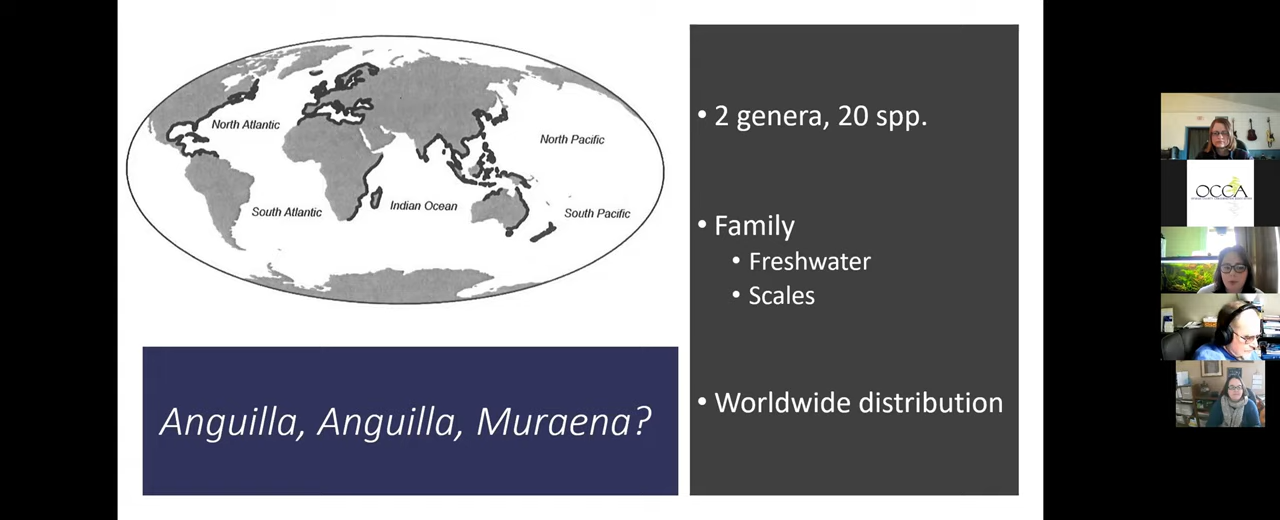 North Atlantic
North Pacific
South Atlantic
Indian Ocean
South Pacific
Anguilla, Anguilla, Muraena?
• 2 genera, 20 spp.
• Family
• Freshwater
• Scales
• Worldwide distribution
OCCA